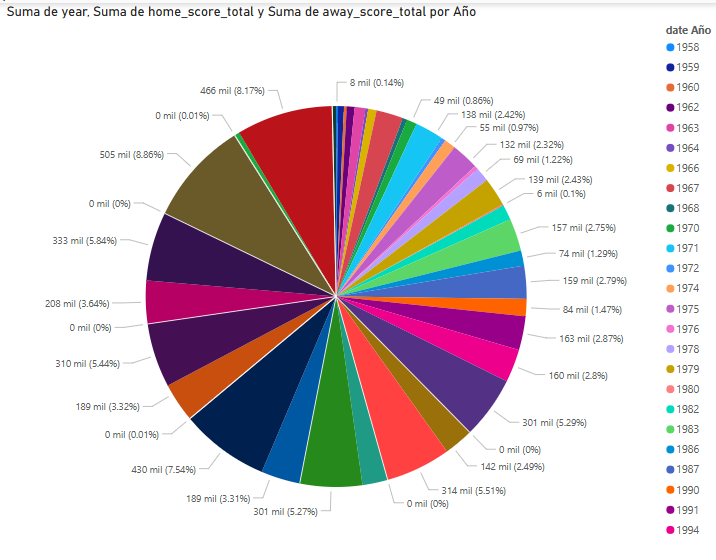 Suma de year, Suma de home_score_total y Suma de away_score_total por Año
date Año
1958
1959
1960
1962
1963
1964
1966
1967
1968
1970
1971
1972
1974
1975
1976
1978
1979
1980
1982
1983
1986
1987
1990
1991
1994
8 mil (0.14%)
49 mil (0.86%)
138 mil (2.42%)
55 mil (0.97%)
132 mil (2.32%)
69 mil (1.22%)
139 mil (2.43%)
6 mil (0.1%)
157 mil (2.75%)
74 mil (1.29%)
159 mil (2.79%)
84 mil (1.47%)
163 mil (2.87%)
160 mil (2.8%)
301 mil (5.29%)
0 mil (0%)
142 mil (2.49%)
314 mil (5.51%)
0 mil (0%)
301 mil (5.27%)
189 mil (3.31%)
430 mil (7.54%)
0 mil (0.01%)
189 mil (3.32%)
310 mil (5.44%)
0 mil (0%)
208 mil (3.64%)
333 mil (5.84%)
0 mil (0%)
505 mil (8.86%)
0 mil (0.01%)
466 mil (8.17%)